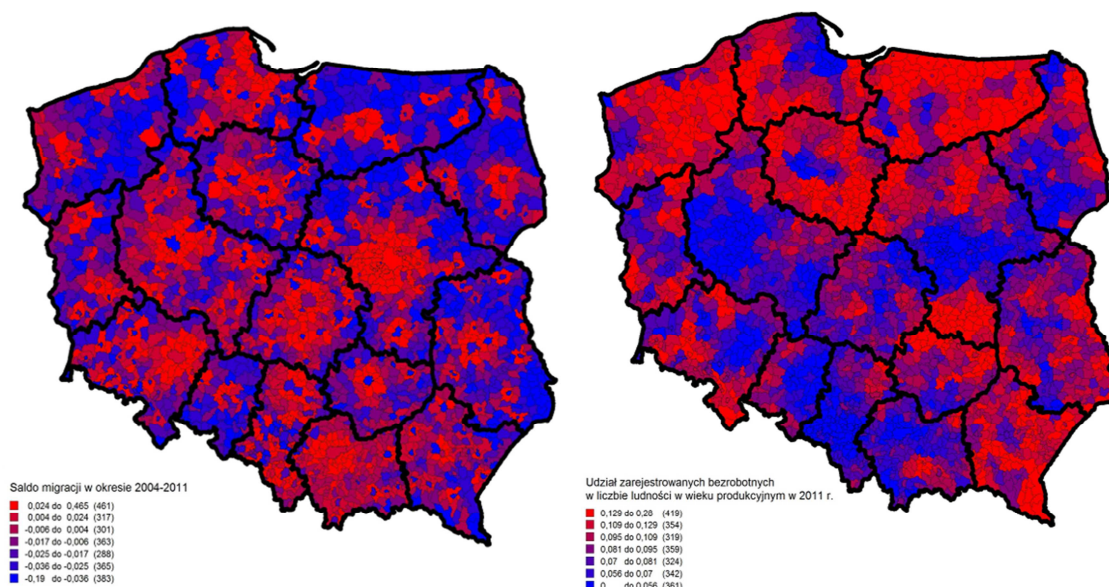 Saldo migracji w okresie 2004-2011
0,024 do 0,465 (461)
0,004 do 0,024 (317)
-0,006 do 0,004 (301)
-0,017 do -0,006 (363)
-0,025 do -0,017 (288)
-0,036 do -0,025 (365)
-0,19 do -0,036 (383)
Udział zarejestrowanych bezrobotnych
w liczbie ludności w wieku produkcyjnym w 2011 r.
0,129 do 0,28 (419)
0,109 do 0,129 (354)
0,095 do 0,109 (319)
0,081 do 0,095 (359)
0,07 do 0,081 (324)
0,056 do 0,07 (342)
0 do 0,056 (361)